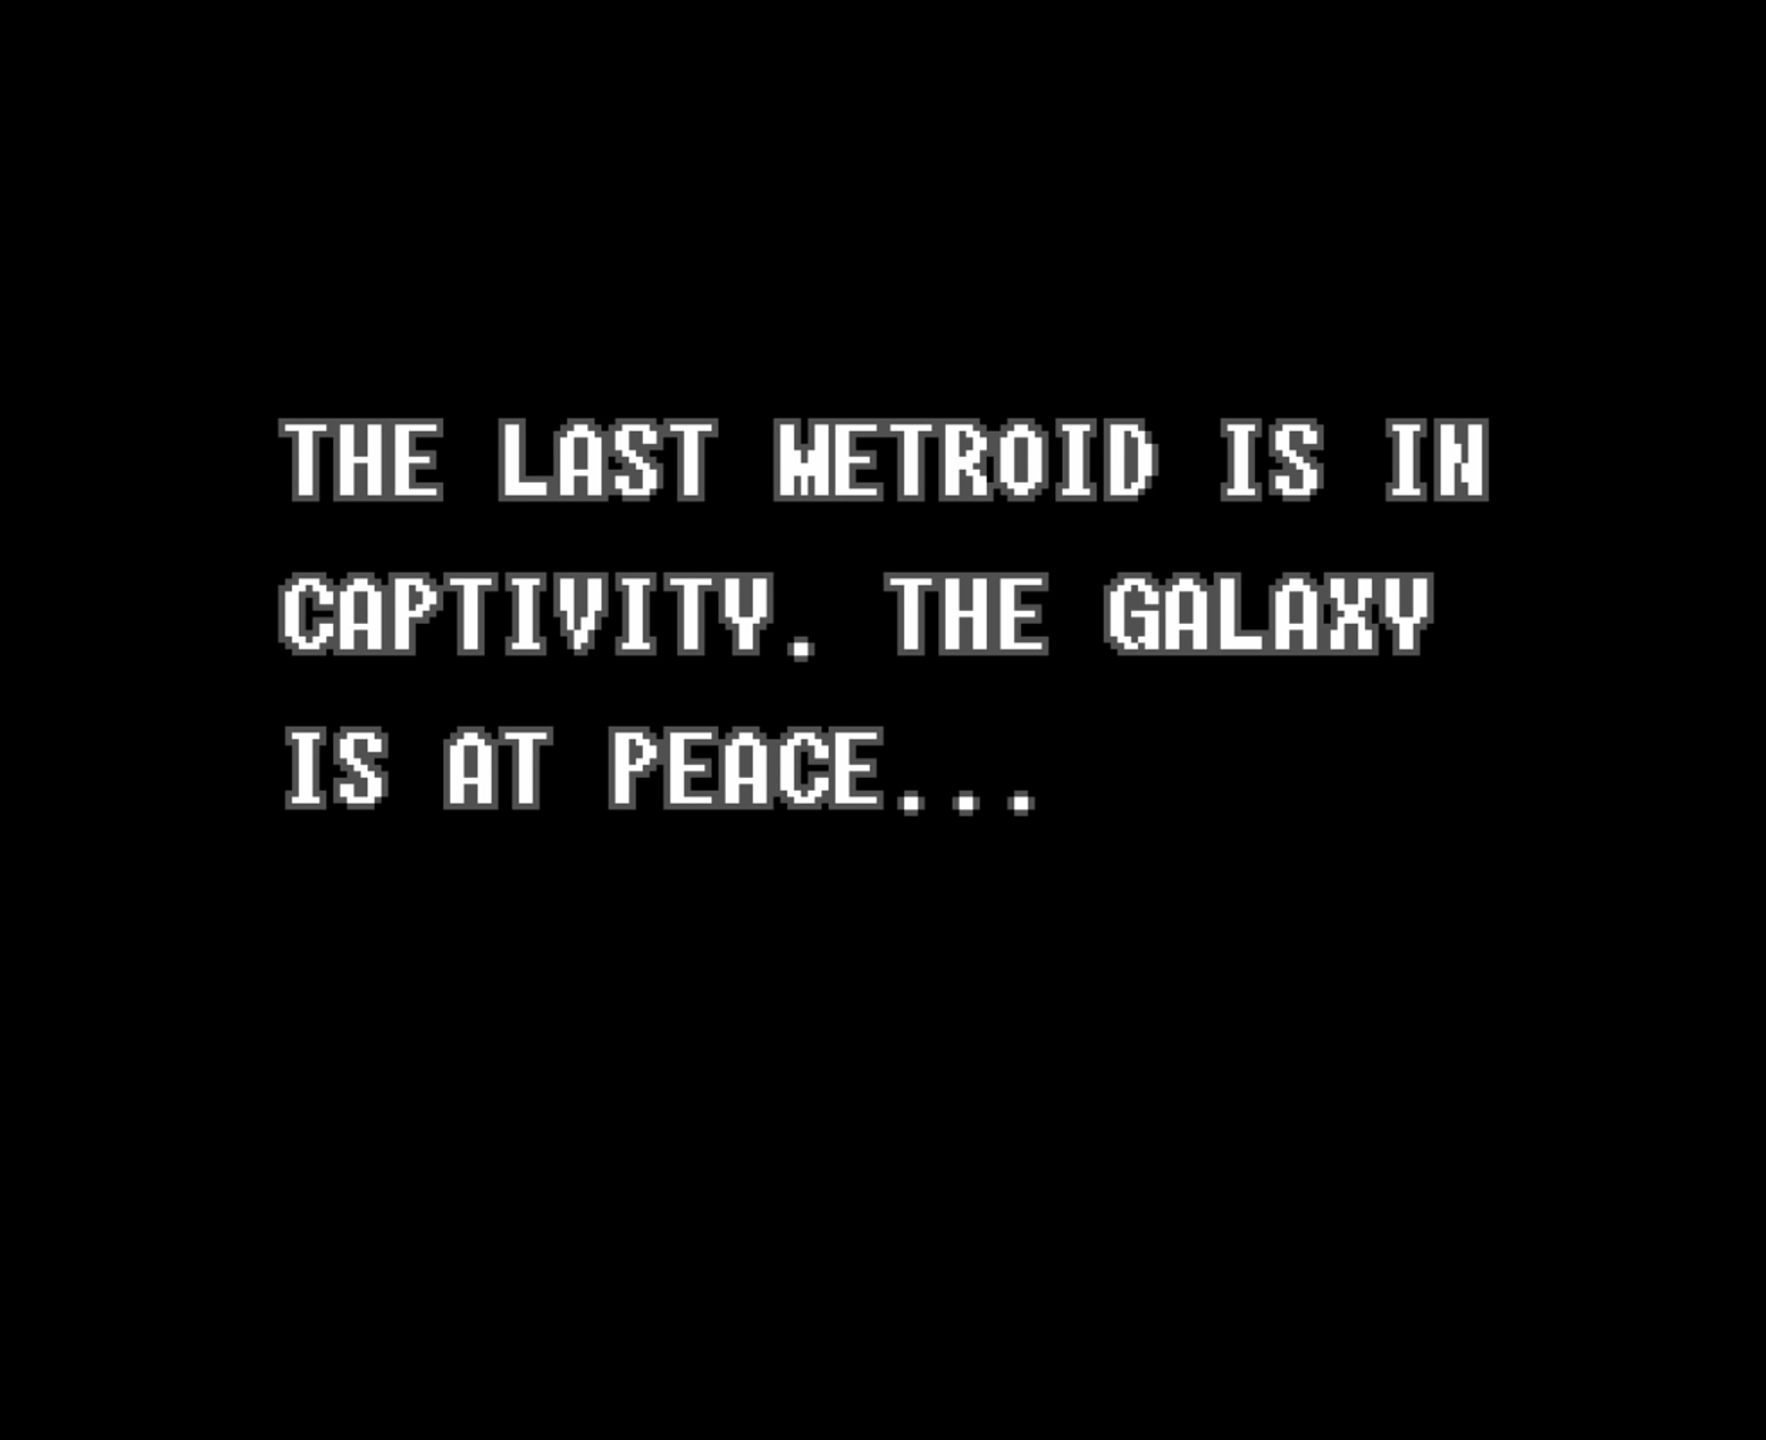 THE LAST METROID IS IN
CAPTIVITY. THE GALAXY
IS AT PEACE...